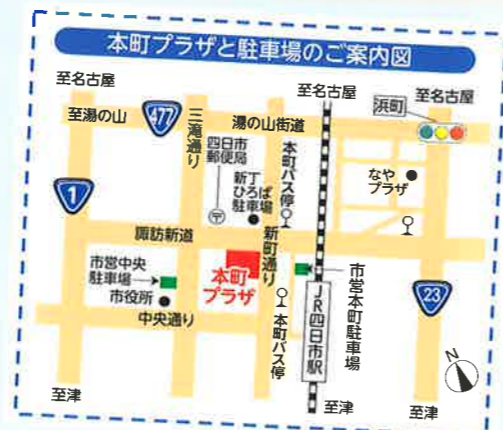 本町プラザと駐車場のご案内図
至名古屋
至名古屋
至名古屋
浜町
至湯の山
477
三滝通り
湯の山街道
四日市
郵便局
本町バス停
なや
プラザ
新丁
ひろば
駐車場
1
〒
諏訪新道
新町通り
市営中央
駐車場
本町
プラザ
市営本町駐車場
23
市役所
JR四日市駅
中央通り
本町バス停
N
至津
至津
至津